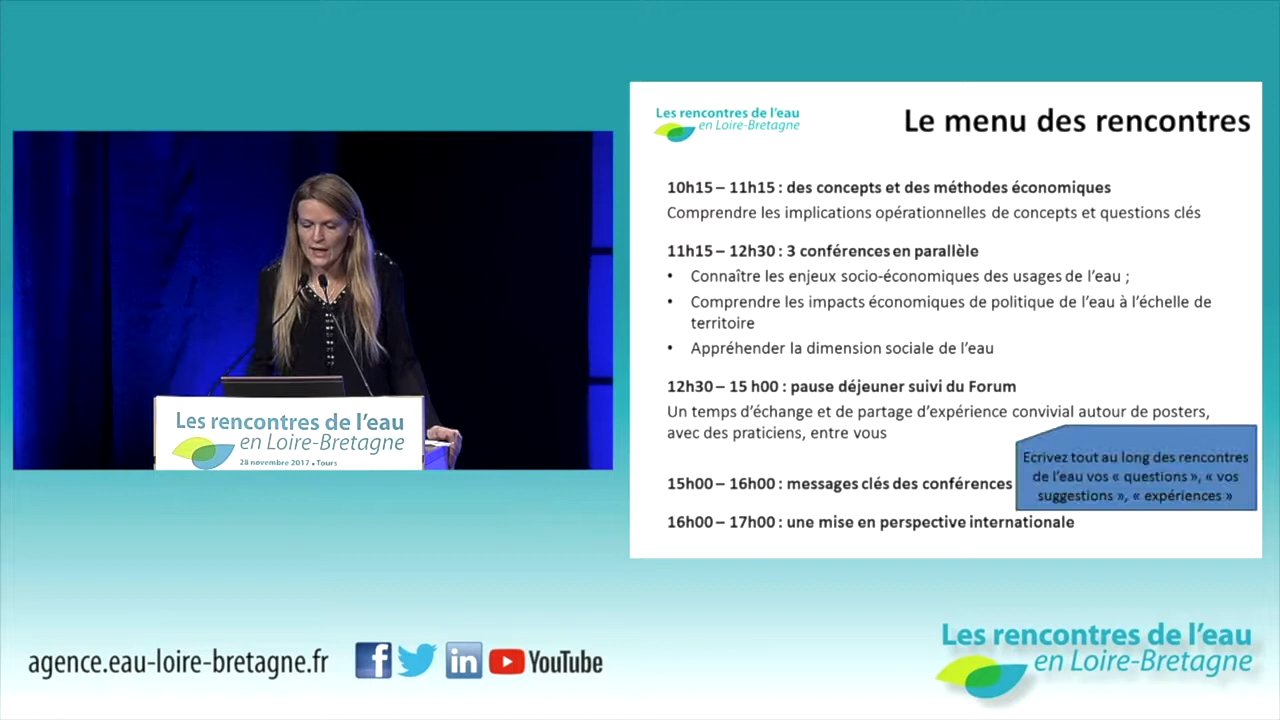 Les rencontres de l'eau
en Loire-Bretagne
28 novembre 2017 • Tours
Les rencontres de l'eau
en Loire-Bretagne
Le menu des rencontres
10h15 – 11h15 : des concepts et des méthodes économiques
Comprendre les implications opérationnelles de concepts et questions clés
11h15 – 12h30 : 3 conférences en parallèle
• Connaître les enjeux socio-économiques des usages de l'eau ;
• Comprendre les impacts économiques de politique de l'eau à l'échelle de
territoire
• Appréhender la dimension sociale de l'eau
12h30 – 15 h00 : pause déjeuner suivi du Forum
Un temps d'échange et de partage d'expérience convivial autour de posters,
avec des praticiens, entre vous
Ecrivez tout au long des rencontres
de l'eau vos « questions », « vos
suggestions », « expériences »
15h00 – 16h00 : messages clés des conférences
16h00 – 17h00 : une mise en perspective internationale
agence.eau-loire-bretagne.fr
f
in
YouTube
Les rencontres de l'eau
en Loire-Bretagne